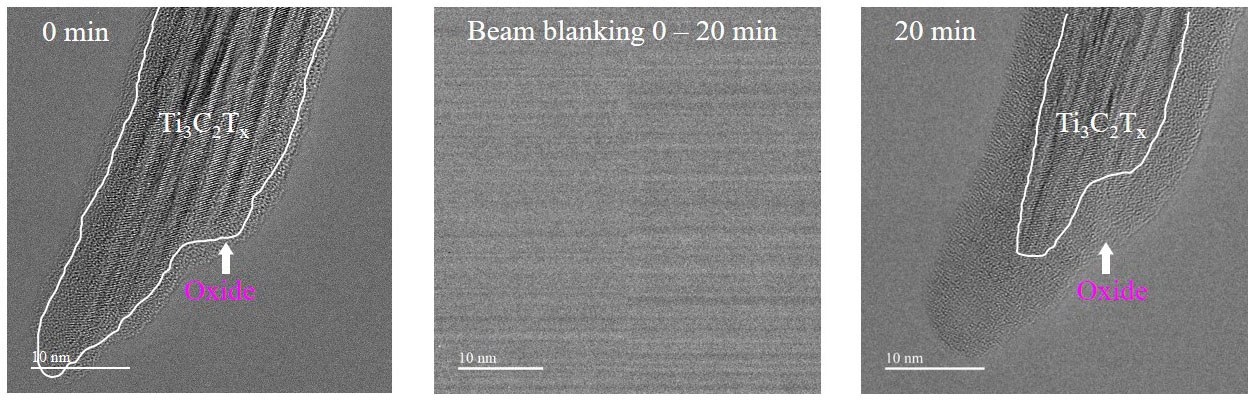 0 min
Ti₃C₂Tₓ
Oxide
10 nm
Beam blanking 0 – 20 min
10 nm
20 min
Ti₃C₂Tₓ
Oxide
10 nm